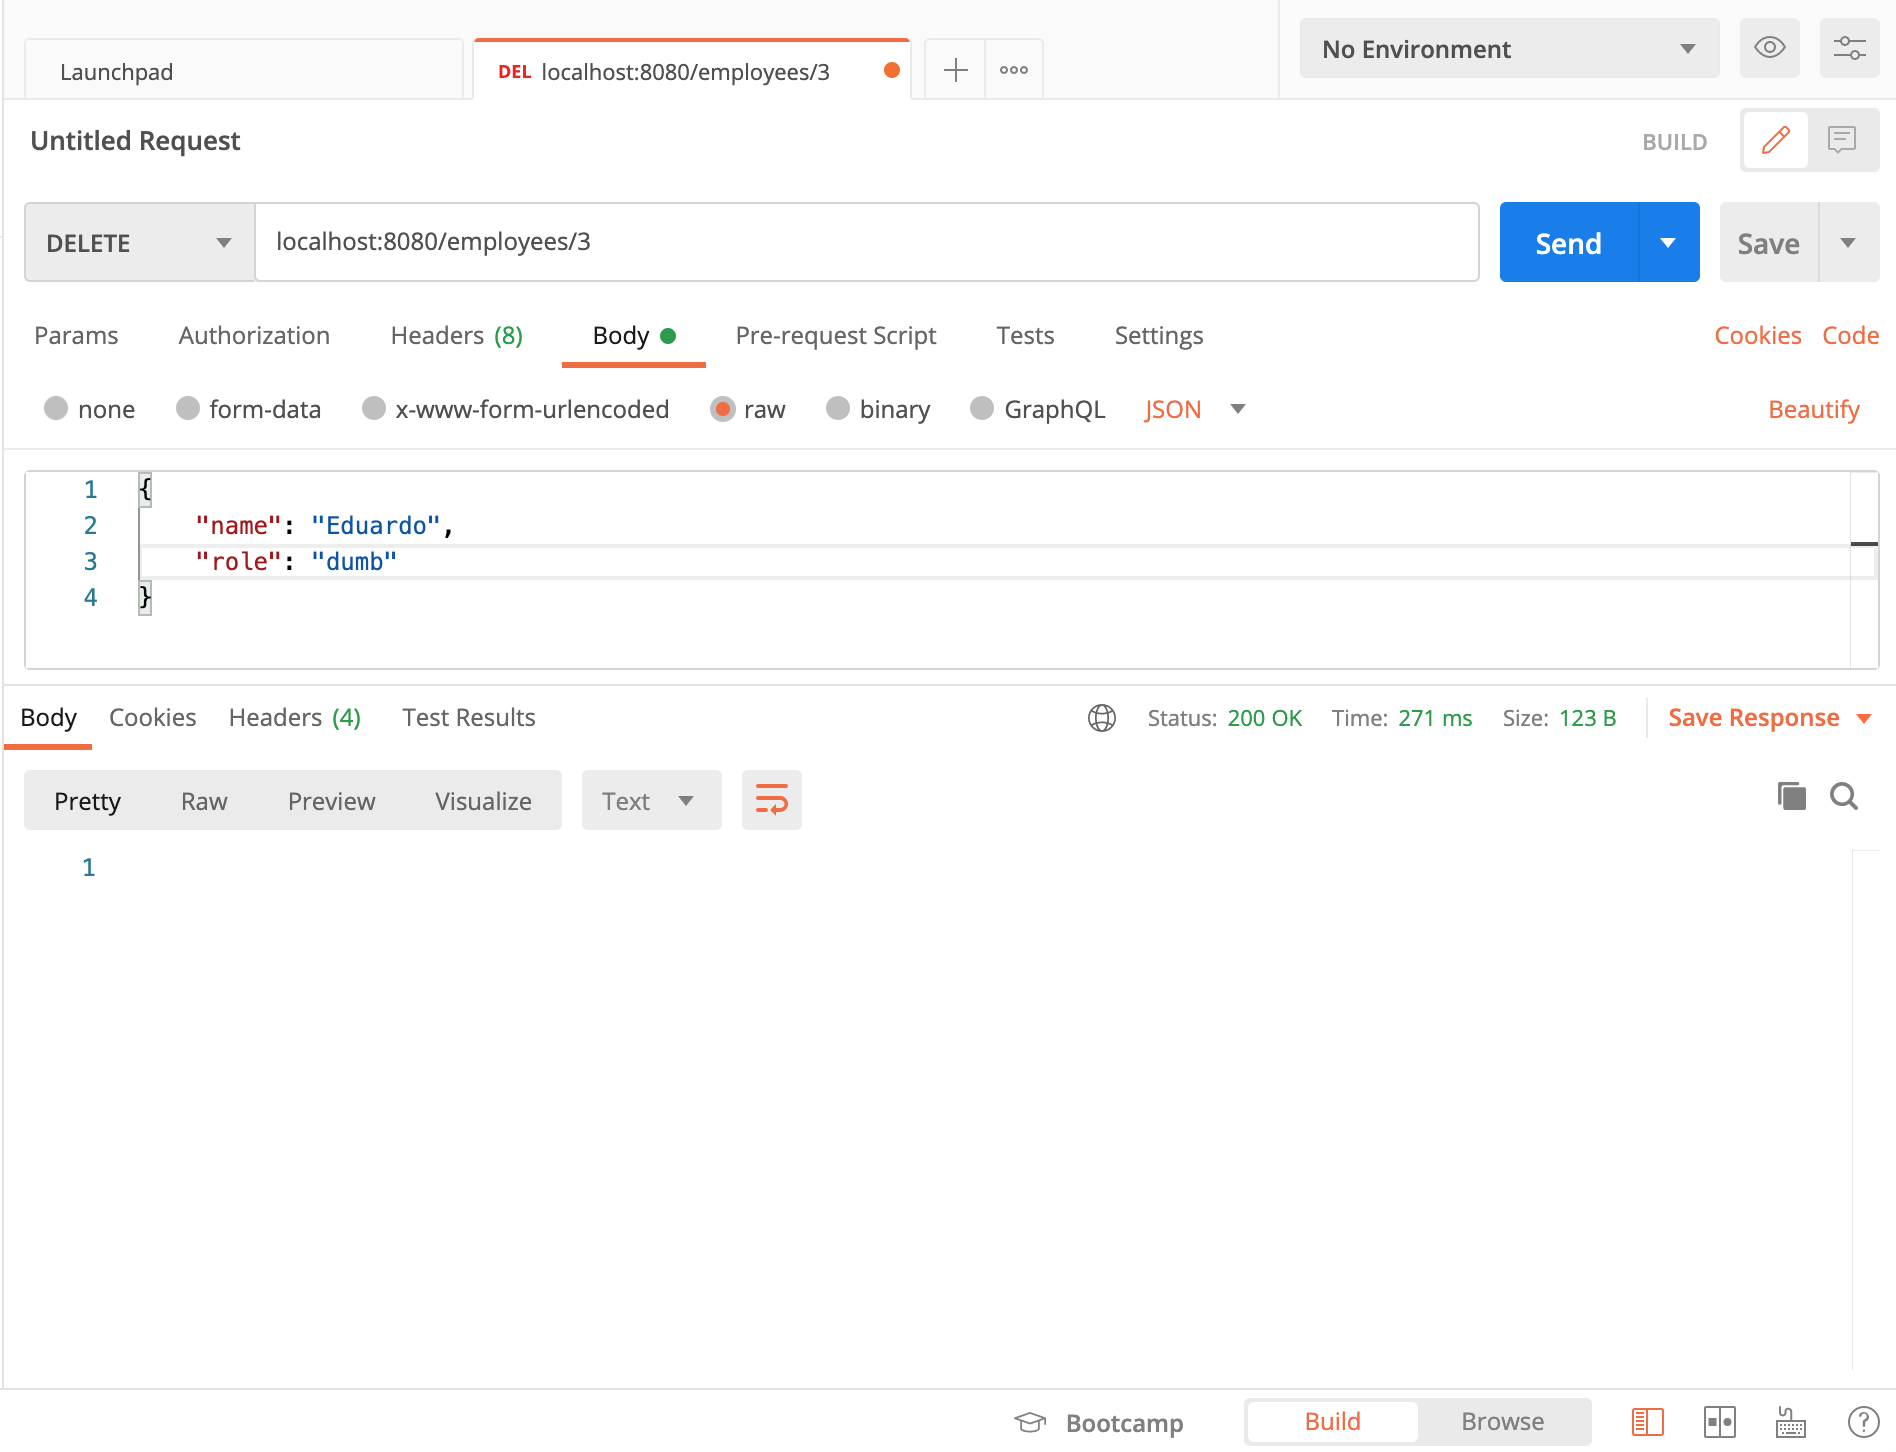 Launchpad
DEL localhost:8080/employees/3
No Environment
Untitled Request
BUILD
DELETE
localhost:8080/employees/3
Send
Save
Params Authorization Headers (8) Body Pre-request Script Tests Settings Cookies Code
none form-data x-www-form-urlencoded raw binary GraphQL JSON Beautify
1 {
2 "name": "Eduardo",
3 "role": "dumb"
4 }
Body Cookies Headers (4) Test Results Status: 200 OK Time: 271 ms Size: 123 B Save Response
Pretty Raw Preview Visualize Text
1
Bootcamp Build Browse